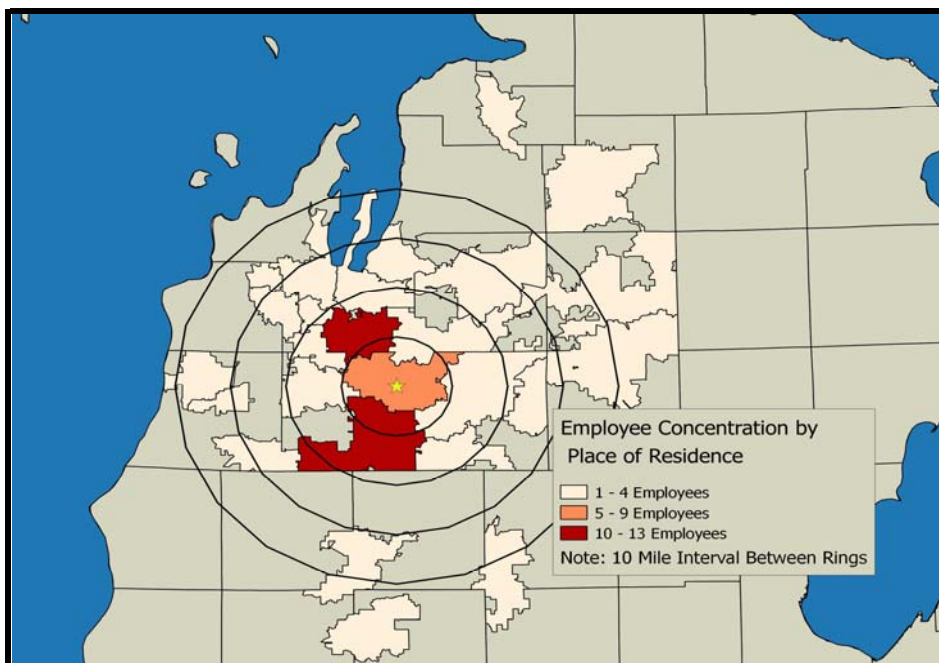 Employee Concentration by
Place of Residence
1 - 4 Employees
5 - 9 Employees
10 - 13 Employees
Note: 10 Mile Interval Between Rings